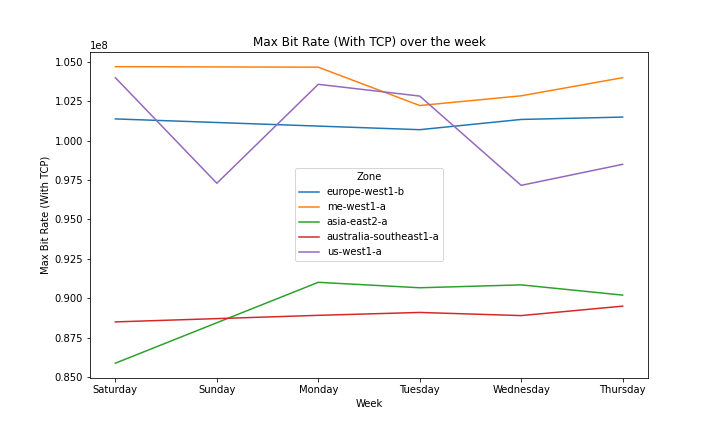 Max Bit Rate (With TCP) over the week
1e8
1.050
1.025
1.000
0.975
0.950
0.925
0.900
0.875
0.850
Max Bit Rate (With TCP)
Zone
europe-west1-b
me-west1-a
asia-east2-a
australia-southeast1-a
us-west1-a
Saturday Sunday Monday Tuesday Wednesday Thursday
Week